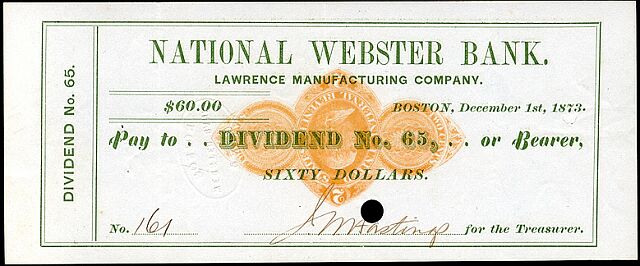 DIVIDEND No. 65.
NATIONAL WEBSTER BANK.
LAWRENCE MANUFACTURING COMPANY.
$60.00 BOSTON, December 1st, 1873.
Pay to . . DIVIDEND No. 65, . . or Bearer,
SIXTY DOLLARS.
No. 161 J. M. Hastings for the Treasurer.